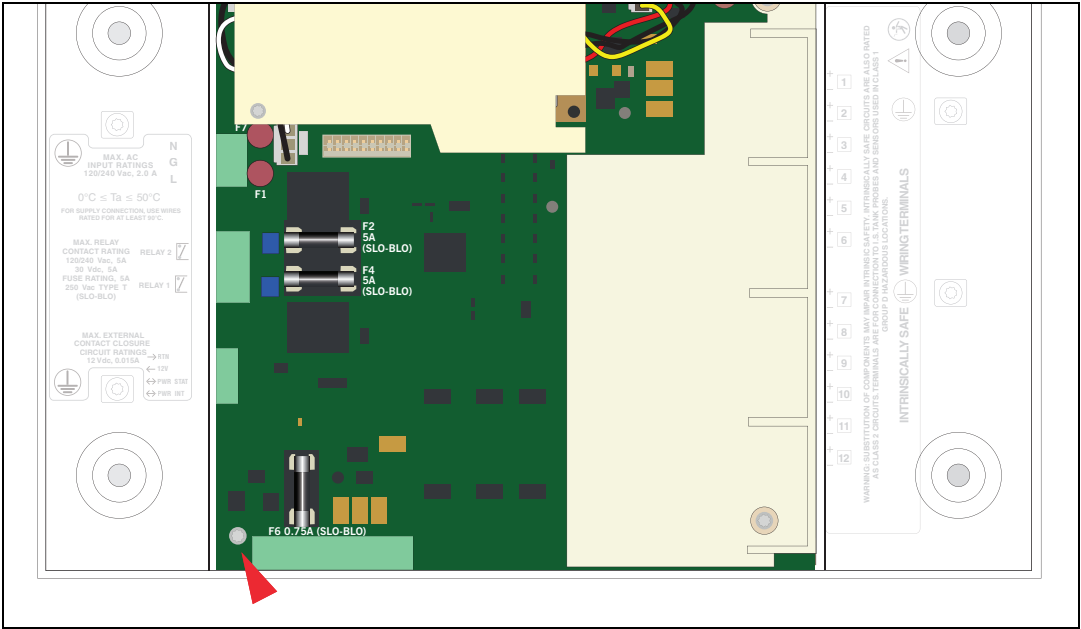 F7
F1
F2
5A
(SLO-BLO)
F4
5A
(SLO-BLO)
F6 0.75A (SLO-BLO)
MAX. AC
INPUT RATINGS
120/240 Vac, 2.0 A
N
G
L
0°C ≤ Ta ≤ 50°C
FOR SUPPLY CONNECTION, USE WIRES
RATED FOR AT LEAST 90°C.
MAX. RELAY
CONTACT RATING
120/240 Vac, 5A
30 Vdc, 5A
FUSE RATING, 5A
250 Vac TYPE T
(SLO-BLO)
RELAY 2
RELAY 1
MAX. EXTERNAL
CONTACT CLOSURE
CIRCUIT RATINGS
12 Vdc, 0.015A
RTN
12V
PWR STAT
PWR INT
+ 1 −
+ 2 −
+ 3 −
+ 4 −
+ 5 −
+ 6 −
+ 7 −
+ 8 −
+ 9 −
+ 10 −
+ 11 −
+ 12 −
WARNING: SUBSTITUTION OF COMPONENTS MAY IMPAIR INTRINSIC SAFETY, INTRINSICALLY SAFE CIRCUITS ARE ALSO RATED
AS CLASS 2 CIRCUITS. TERMINALS ARE FOR CONNECTION TO I.S. TANK PROBES AND SENSORS USED IN CLASS 1
GROUP D HAZARDOUS LOCATIONS.
INTRINSICALLY SAFE WIRING TERMINALS